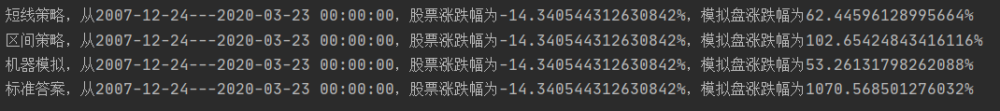 短线策略，从2007-12-24---2020-03-23 00:00:00，股票涨跌幅为-14.340544312630842%，模拟盘涨跌幅为62.44596128995664%
区间策略，从2007-12-24---2020-03-23 00:00:00，股票涨跌幅为-14.340544312630842%，模拟盘涨跌幅为102.65424843416116%
机器模拟，从2007-12-24---2020-03-23 00:00:00，股票涨跌幅为-14.340544312630842%，模拟盘涨跌幅为53.26131798262088%
标准答案，从2007-12-24---2020-03-23 00:00:00，股票涨跌幅为-14.340544312630842%，模拟盘涨跌幅为1070.568501276032%